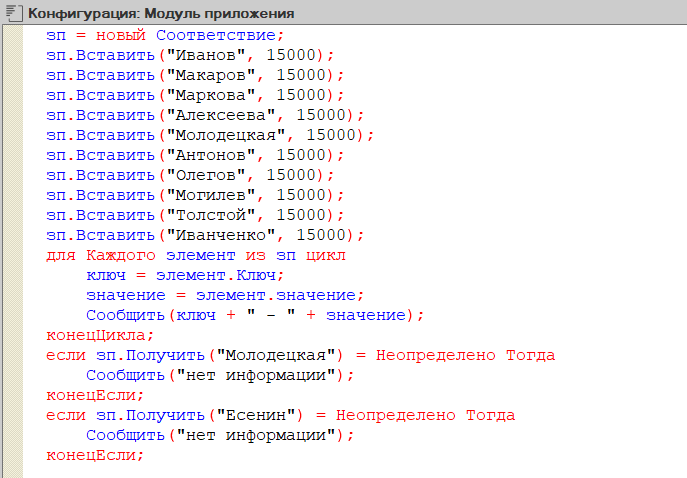 Конфигурация: Модуль приложения
зп = новый Соответствие;
зп.Вставить("Иванов", 15000);
зп.Вставить("Макаров", 15000);
зп.Вставить("Маркова", 15000);
зп.Вставить("Алексеева", 15000);
зп.Вставить("Молодецкая", 15000);
зп.Вставить("Антонов", 15000);
зп.Вставить("Олегов", 15000);
зп.Вставить("Могилев", 15000);
зп.Вставить("Толстой", 15000);
зп.Вставить("Иванченко", 15000);
для Каждого элемент из зп цикл
    ключ = элемент.Ключ;
    значение = элемент.значение;
    Сообщить(ключ + " - " + значение);
конецЦикла;
если зп.Получить("Молодецкая") = Неопределено Тогда
    Сообщить("нет информации");
конецЕсли;
если зп.Получить("Есенин") = Неопределено Тогда
    Сообщить("нет информации");
конецЕсли;